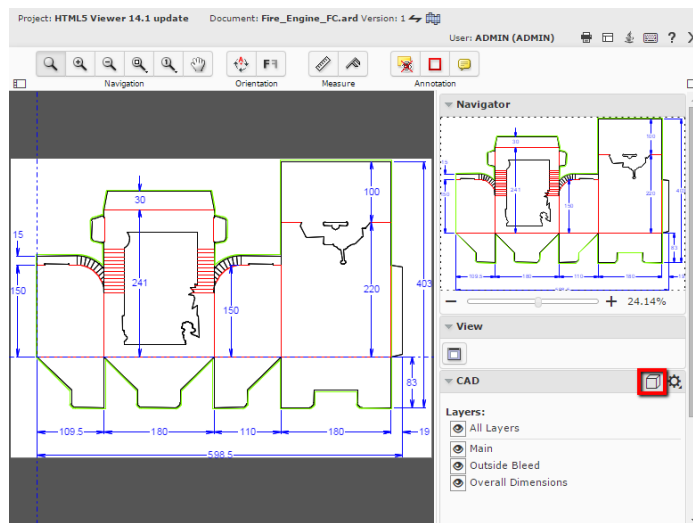 Project: HTML5 Viewer 14.1 update Document: Fire_Engine_FC.ard Version: 1
User: ADMIN (ADMIN)
Navigation Orientation Measure Annotation
Navigator
30
100
15
241
150
220
403
150
83
109.5 180 110 180 19
598.5
24.14%
View
CAD
Layers:
All Layers
Main
Outside Bleed
Overall Dimensions